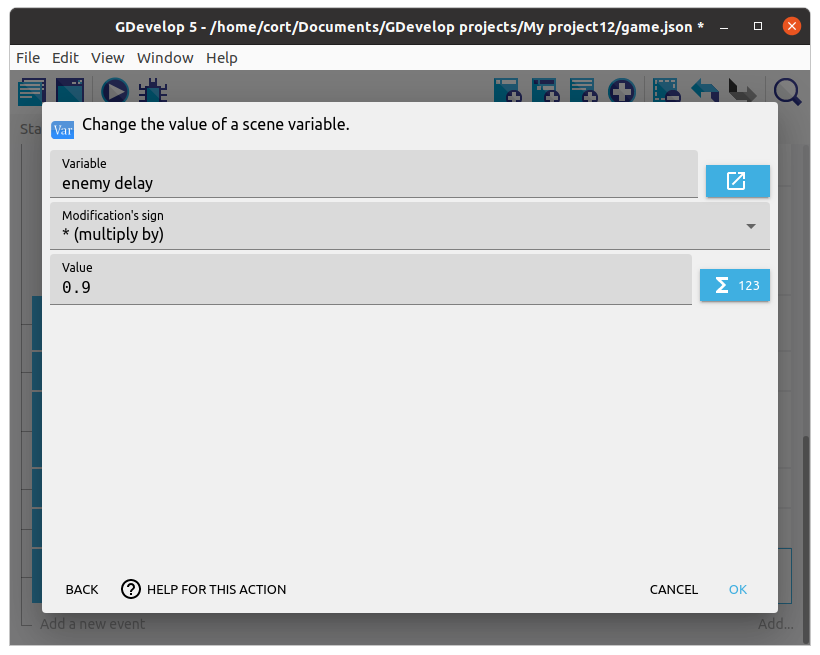 GDevelop 5 - /home/cort/Documents/GDevelop projects/My project12/game.json *
File Edit View Window Help
Sta
Var Change the value of a scene variable.
Variable
enemy delay
Modification's sign
* (multiply by)
Value
0.9
Σ 123
BACK ? HELP FOR THIS ACTION CANCEL OK
Add a new event Add...